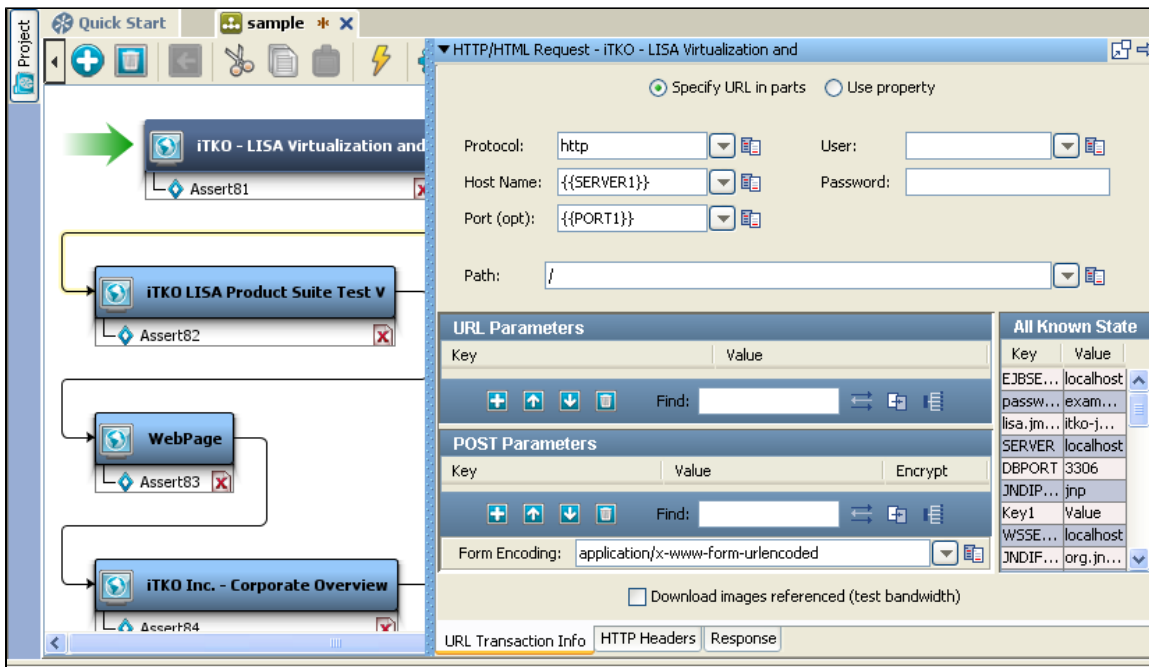 Project
Quick Start
sample
HTTP/HTML Request - iTKO - LISA Virtualization and
Specify URL in parts Use property
iTKO - LISA Virtualization and
Assert81
Protocol: http User:
Host Name: {{SERVER1}} Password:
Port (opt): {{PORT1}}
Path: /
iTKO LISA Product Suite Test V
Assert82
WebPage
Assert83
iTKO Inc. - Corporate Overview
Assert84
URL Parameters
Key Value
Find:
POST Parameters
Key Value Encrypt
Find:
Form Encoding: application/x-www-form-urlencoded
All Known State
Key Value
EJBSE... localhost
passw... exam...
lisa.jm... itko-j...
SERVER localhost
DBPORT 3306
JNDIP... jnp
Key1 Value
WSSE... localhost
JNDIF... org.jn...
Download images referenced (test bandwidth)
URL Transaction Info HTTP Headers Response